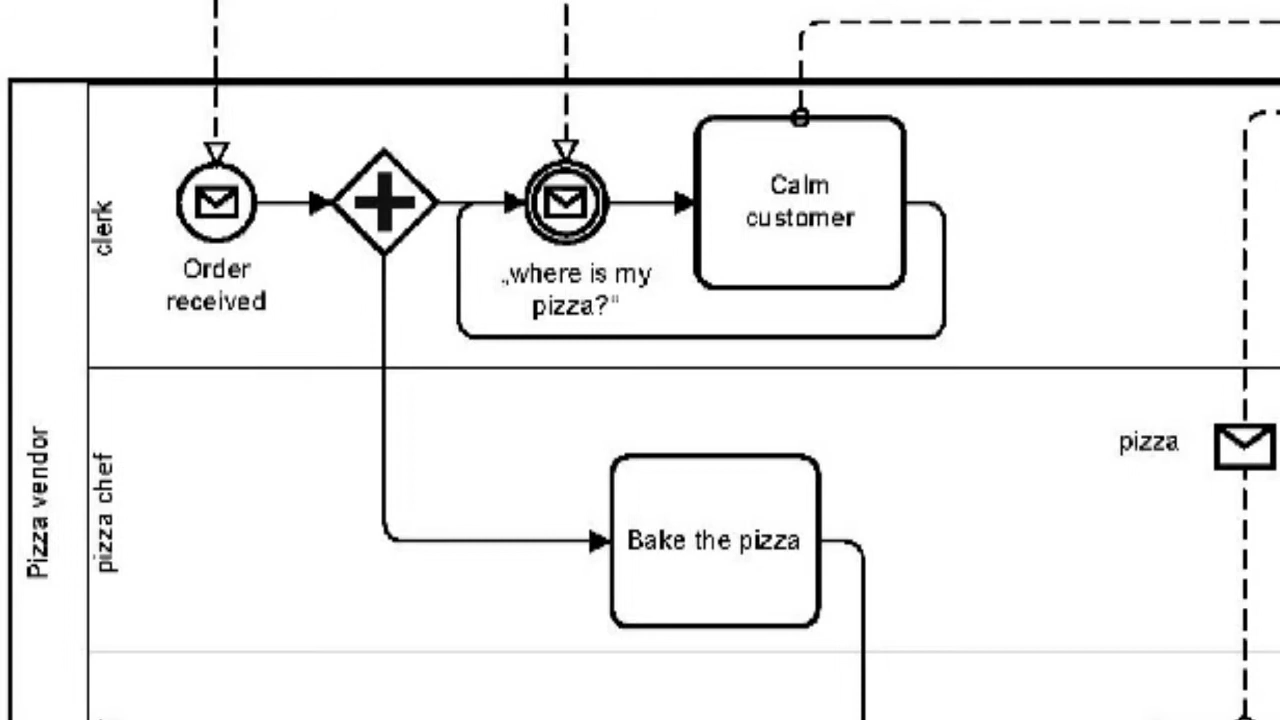 Order
received
„where is my
pizza?“
Calm
customer
clerk
Pizza vendor
pizza chef
Bake the pizza
pizza